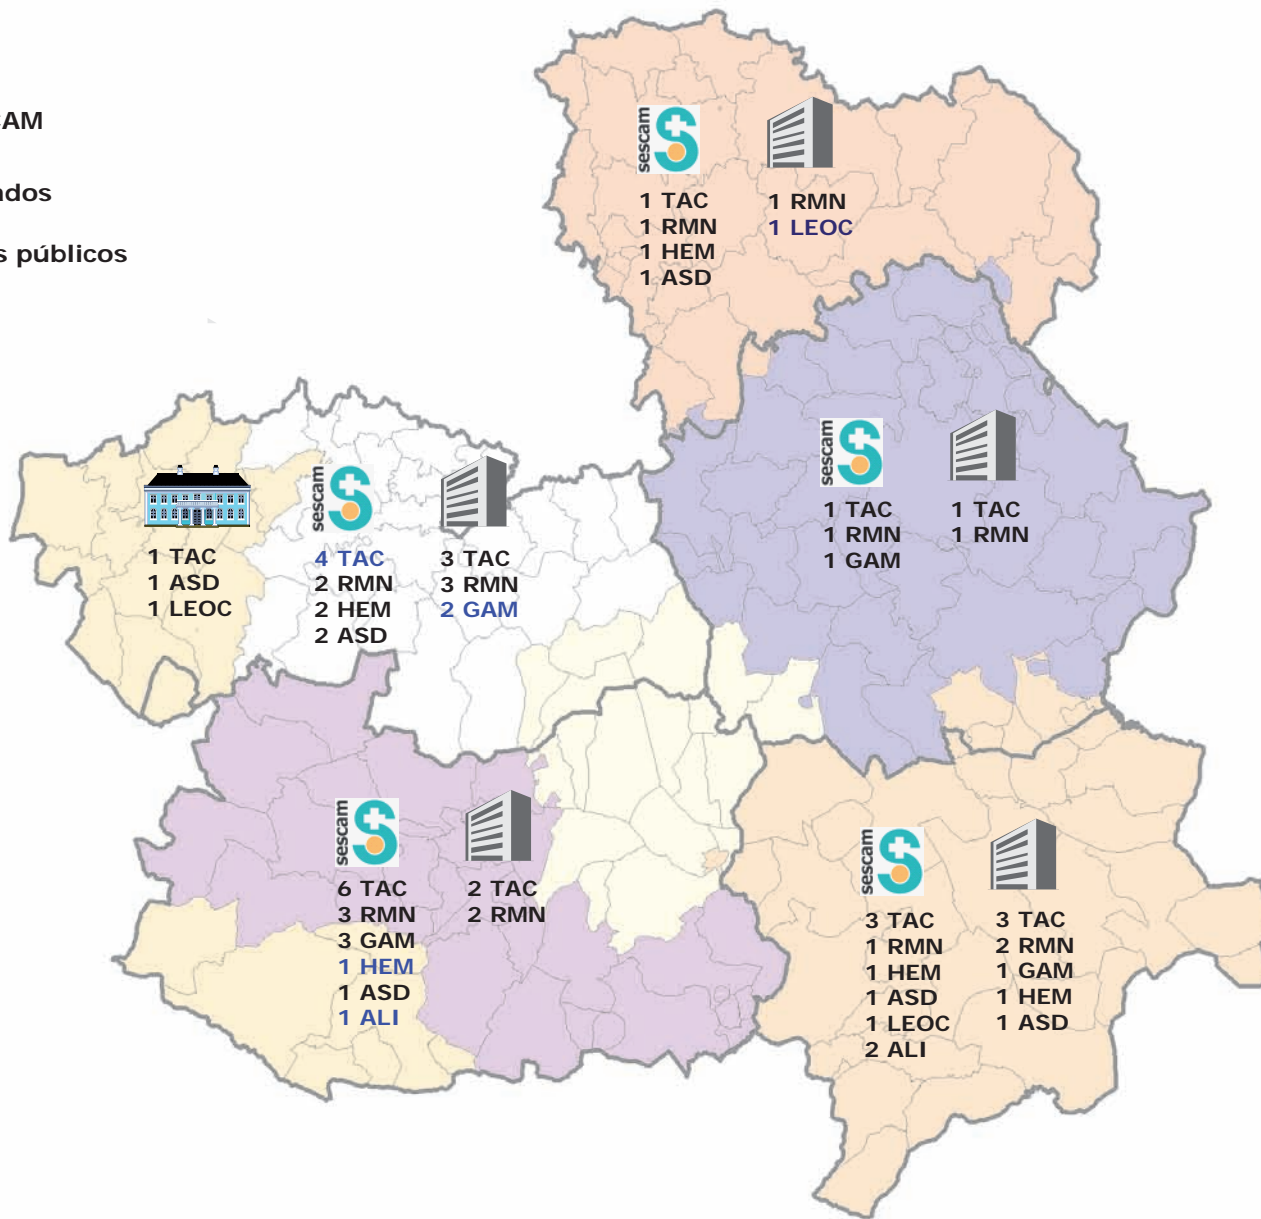 CAM
ados
s públicos
sescam
1 TAC
1 RMN
1 HEM
1 ASD
1 RMN
1 LEOC
sescam
1 TAC
1 RMN
1 GAM
1 TAC
1 RMN
1 TAC
1 ASD
1 LEOC
sescam
4 TAC
2 RMN
2 HEM
2 ASD
3 TAC
3 RMN
2 GAM
sescam
6 TAC
3 RMN
3 GAM
1 HEM
1 ASD
1 ALI
2 TAC
2 RMN
sescam
3 TAC
1 RMN
1 HEM
1 ASD
1 LEOC
2 ALI
3 TAC
2 RMN
1 GAM
1 HEM
1 ASD